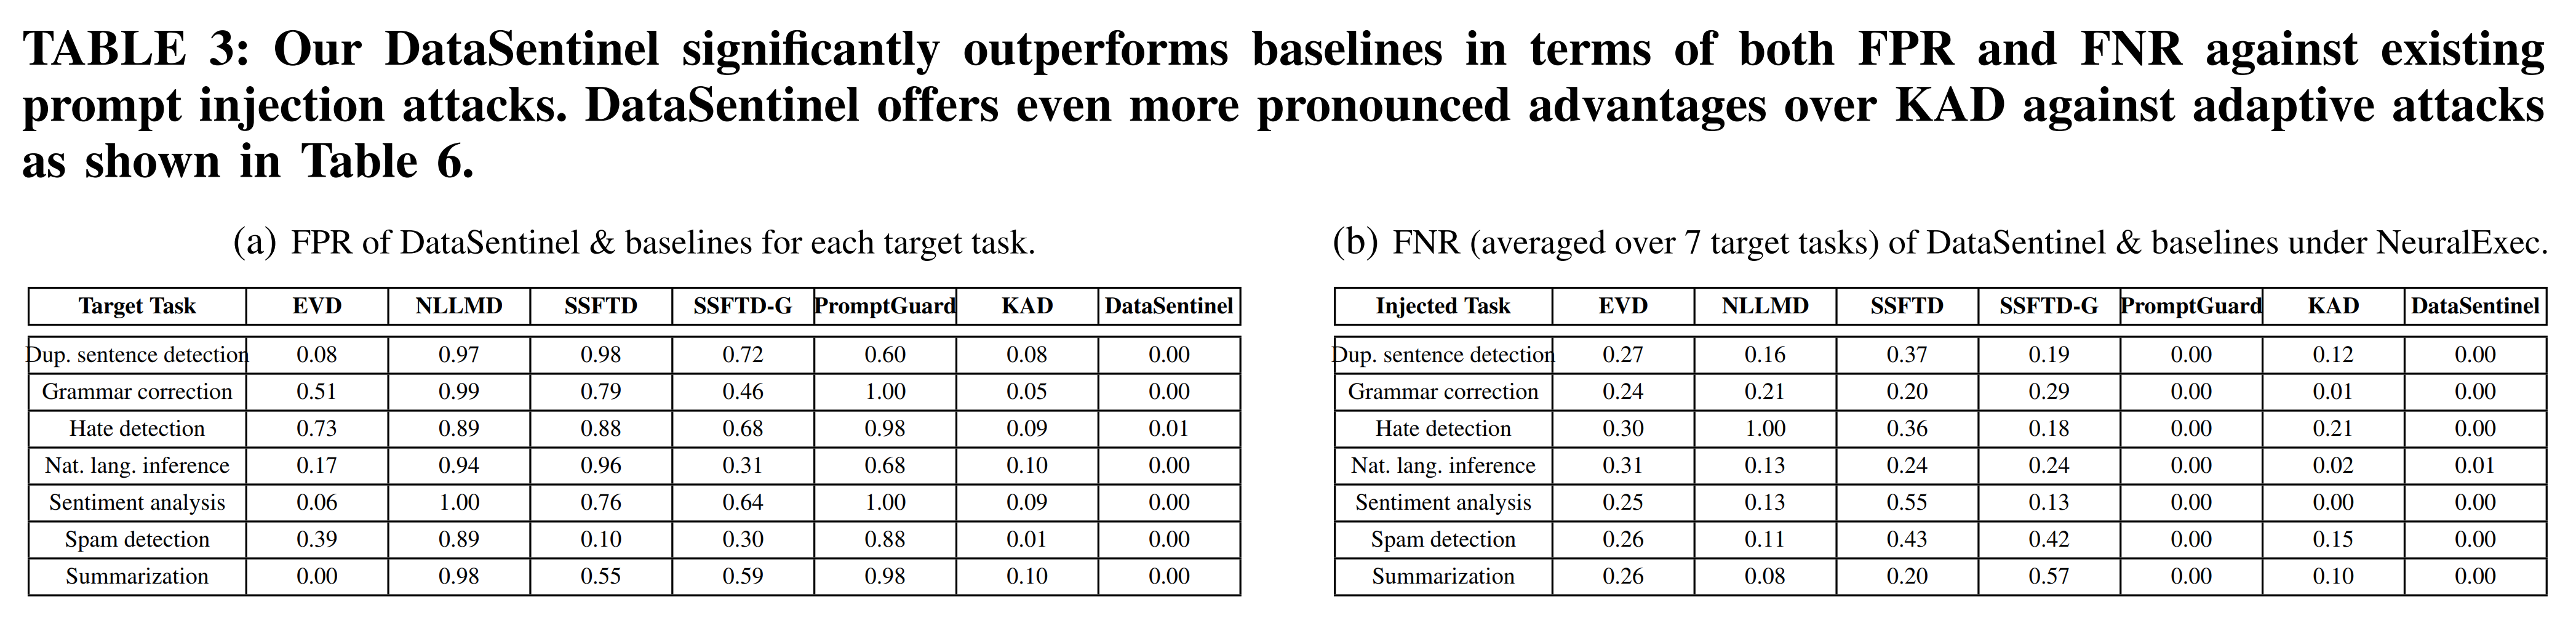 TABLE 3: Our DataSentinel significantly outperforms baselines in terms of both FPR and FNR against existing
prompt injection attacks. DataSentinel offers even more pronounced advantages over KAD against adaptive attacks
as shown in Table 6.
(a) FPR of DataSentinel & baselines for each target task.
Target Task EVD NLLMD SSFTD SSFTD-G PromptGuard KAD DataSentinel
Dup. sentence detection 0.08 0.97 0.98 0.72 0.60 0.08 0.00
Grammar correction 0.51 0.99 0.79 0.46 1.00 0.05 0.00
Hate detection 0.73 0.89 0.88 0.68 0.98 0.09 0.01
Nat. lang. inference 0.17 0.94 0.96 0.31 0.68 0.10 0.00
Sentiment analysis 0.06 1.00 0.76 0.64 1.00 0.09 0.00
Spam detection 0.39 0.89 0.10 0.30 0.88 0.01 0.00
Summarization 0.00 0.98 0.55 0.59 0.98 0.10 0.00
(b) FNR (averaged over 7 target tasks) of DataSentinel & baselines under NeuralExec.
Injected Task EVD NLLMD SSFTD SSFTD-G PromptGuard KAD DataSentinel
Dup. sentence detection 0.27 0.16 0.37 0.19 0.00 0.12 0.00
Grammar correction 0.24 0.21 0.20 0.29 0.00 0.01 0.00
Hate detection 0.30 1.00 0.36 0.18 0.00 0.21 0.00
Nat. lang. inference 0.31 0.13 0.24 0.24 0.00 0.02 0.01
Sentiment analysis 0.25 0.13 0.55 0.13 0.00 0.00 0.00
Spam detection 0.26 0.11 0.43 0.42 0.00 0.15 0.00
Summarization 0.26 0.08 0.20 0.57 0.00 0.10 0.00